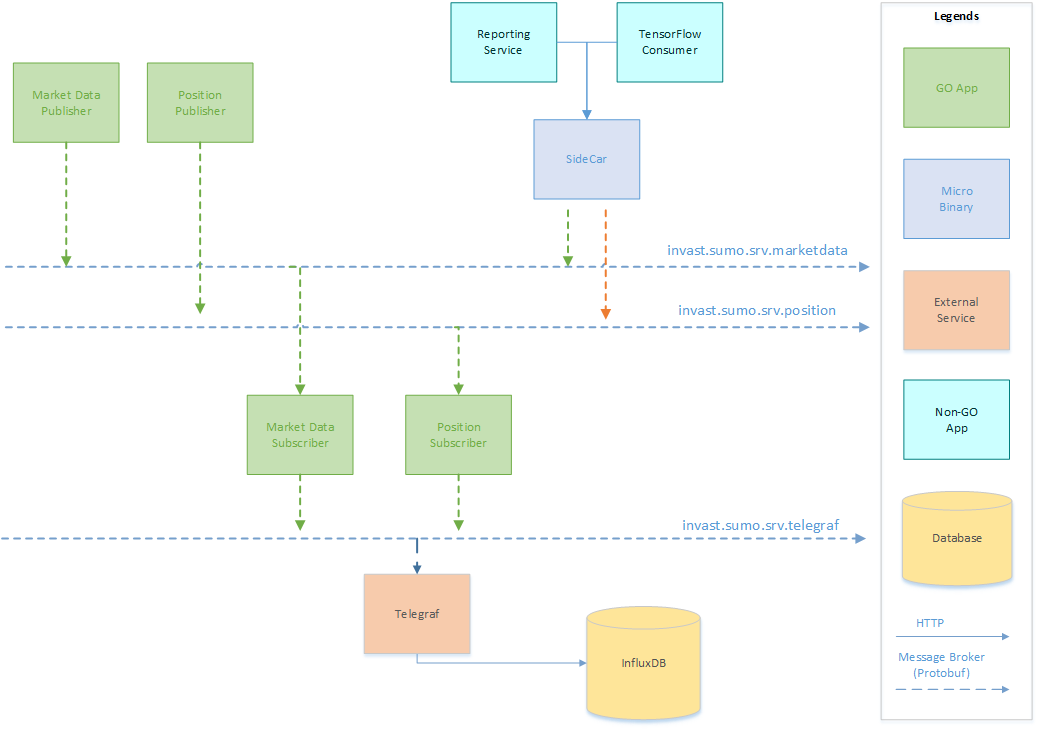 Reporting
Service
TensorFlow
Consumer
Market Data
Publisher
Position
Publisher
SideCar
invast.sumo.srv.marketdata
invast.sumo.srv.position
Market Data
Subscriber
Position
Subscriber
invast.sumo.srv.telegraf
Telegraf
InfluxDB
Legends
GO App
Micro
Binary
External
Service
Non-GO
App
Database
HTTP
Message Broker
(Protobuf)